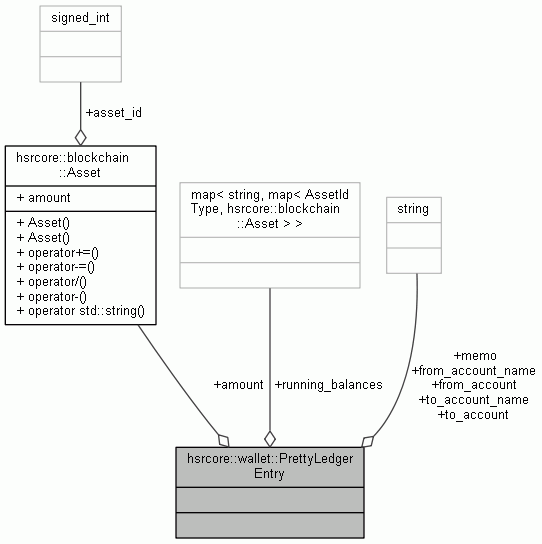 signed_int
+asset_id
hsrcore::blockchain
::Asset
+ amount
+ Asset()
+ Asset()
+ operator+=()
+ operator-=()
+ operator/()
+ operator-()
+ operator std::string()
map< string, map< AssetId
Type, hsrcore::blockchain
::Asset > >
string
+amount
+running_balances
+memo
+from_account_name
+from_account
+to_account_name
+to_account
hsrcore::wallet::PrettyLedger
Entry